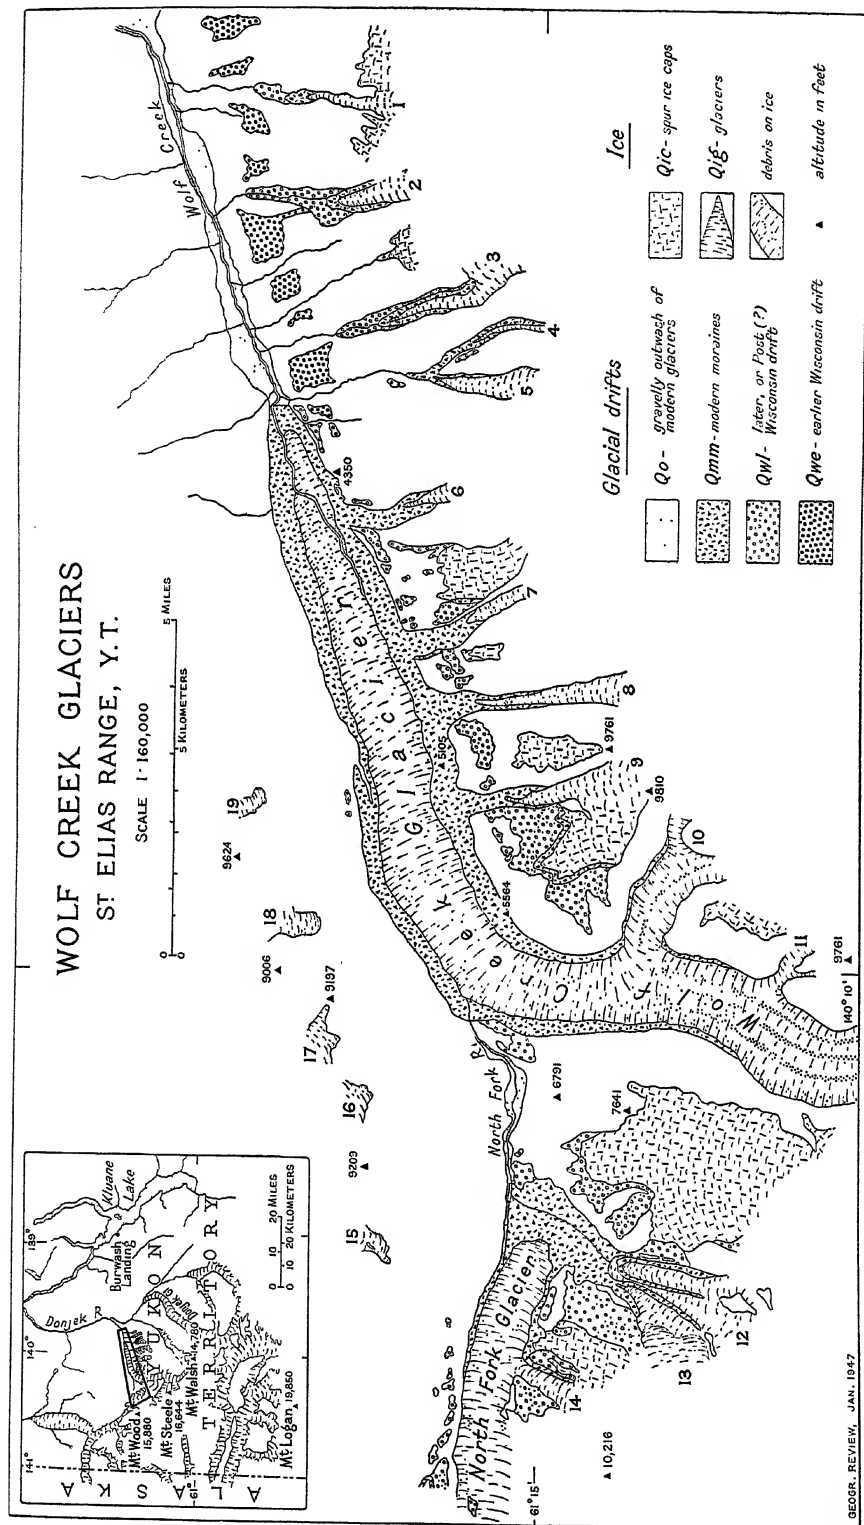 WOLF CREEK GLACIERS
ST ELIAS RANGE, Y.T.
SCALE 1-160,000
0 5 MILES
0 5 KILOMETERS
ALASKA
YUKON
TERRITORY
141°
140°
139°
61°
Donjek R
Kluane
Lake
Burwash
Landing
Donjek Gl
Mt Wood
15,880
Mt Steele
16,644
Mt Walsh
14,780
Mt Logan
19,850
0 10 20 MILES
0 10 20 KILOMETERS
15
9209
16
17
9197
9006
18
9624
19
Wolf Creek
1
2
3
4
5
4350
6
7
8
5105
9761
9
9810
5564
10
11
9761
140° 10'
Wolf Creek Glacier
North Fork R
6791
7641
North Fork Glacier
12
13
14
10,216
61° 15'
Glacial drifts
Qo - gravelly outwash of
modern glaciers
Qmm - modern moraines
Qwl - later, or Post (?)
Wisconsin drift
Qwe - earlier Wisconsin drift
Ice
Qic - spur ice caps
Qig - glaciers
debris on ice
altitude in feet
GEOGR. REVIEW, JAN. 1947